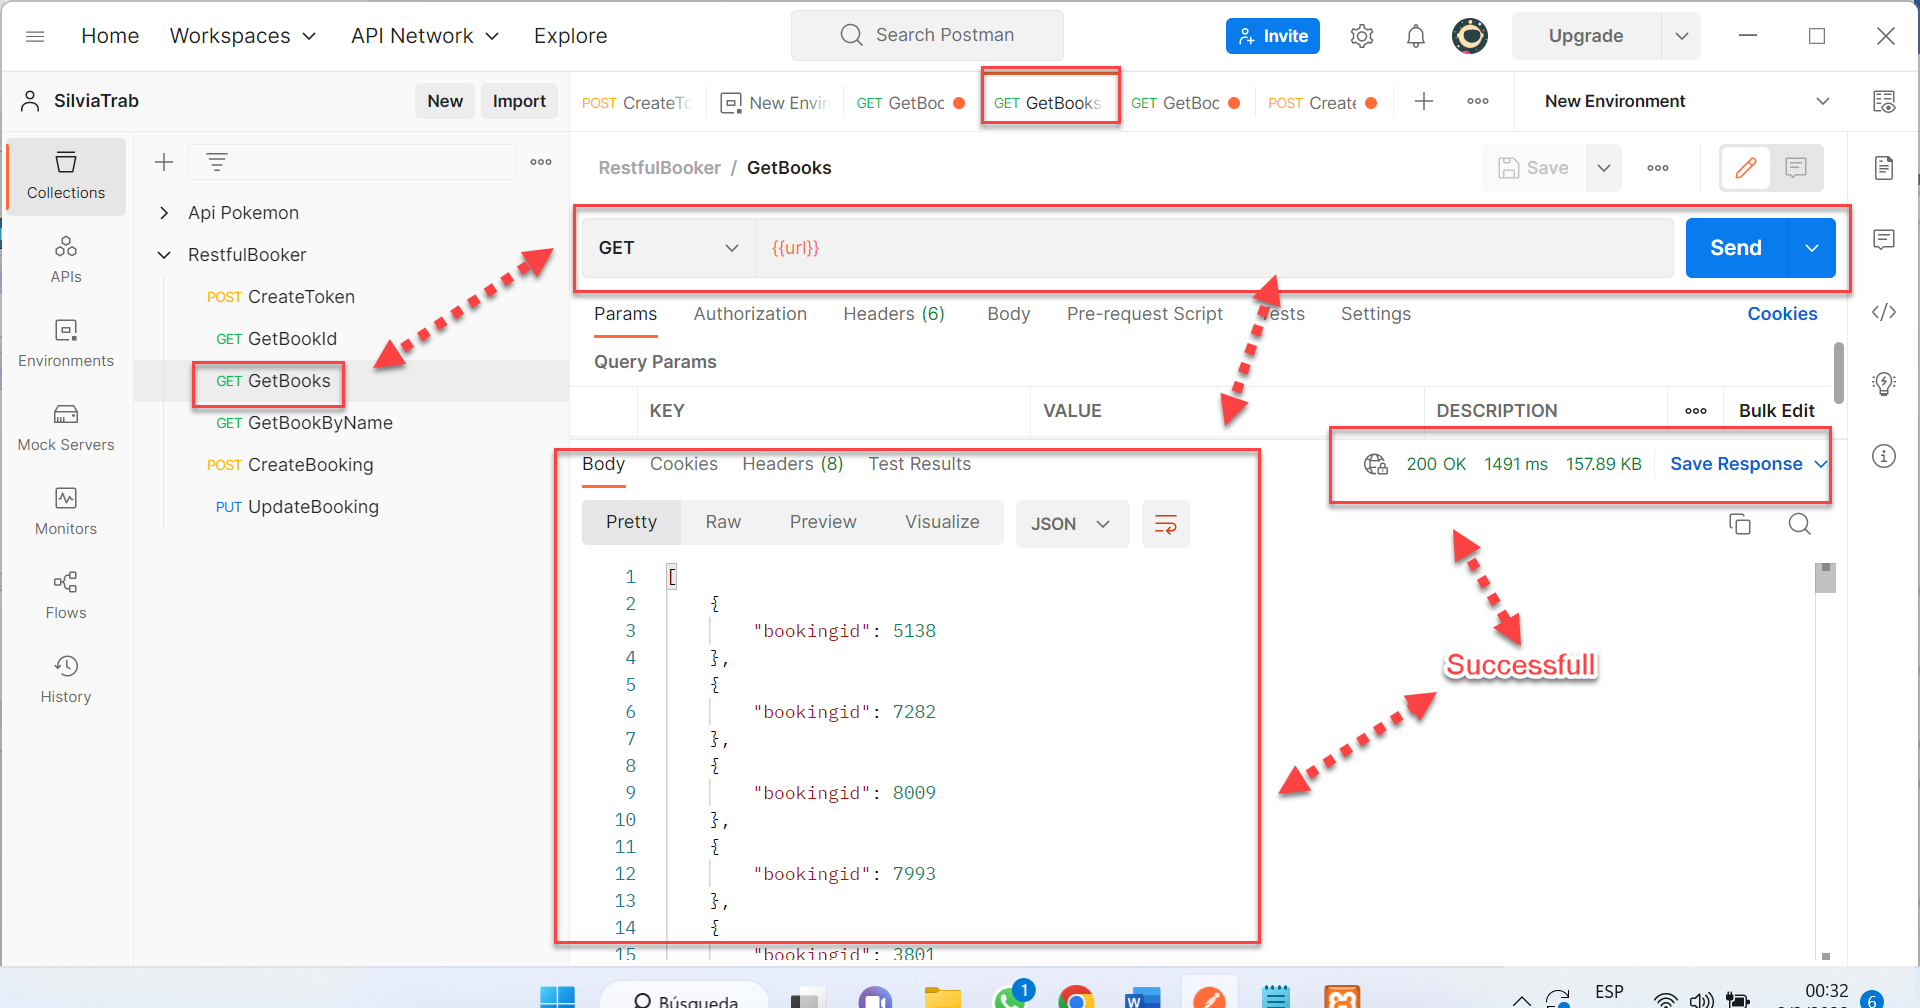 Home Workspaces API Network Explore Search Postman Invite Upgrade
SilviaTrab New Import POST CreateTo New Envir GET GetBoo GET GetBooks GET GetBoo POST Create New Environment
Collections
APIs
Environments
Mock Servers
Monitors
Flows
History
Api Pokemon
RestfulBooker
POST CreateToken
GET GetBookId
GET GetBooks
GET GetBookByName
POST CreateBooking
PUT UpdateBooking
RestfulBooker / GetBooks Save
GET {{url}} Send
Params Authorization Headers (6) Body Pre-request Script Tests Settings Cookies
Query Params
KEY VALUE DESCRIPTION Bulk Edit
Body Cookies Headers (8) Test Results 200 OK 1491 ms 157.89 KB Save Response
Pretty Raw Preview Visualize JSON
1 [
2 {
3 "bookingid": 5138
4 },
5 {
6 "bookingid": 7282
7 },
8 {
9 "bookingid": 8009
10 },
11 {
12 "bookingid": 7993
13 },
14 {
15 "bookingid": 3801
Successfull
Búsqueda 1 W ESP 00:32 6